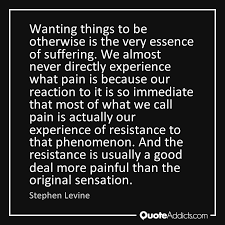 Wanting things to be
otherwise is the very essence
of suffering. We almost
never directly experience
what pain is because our
reaction to it is so immediate
that most of what we call
pain is actually our
experience of resistance to
that phenomenon. And the
resistance is usually a good
deal more painful than the
original sensation.
Stephen Levine
QuoteAddicts.com